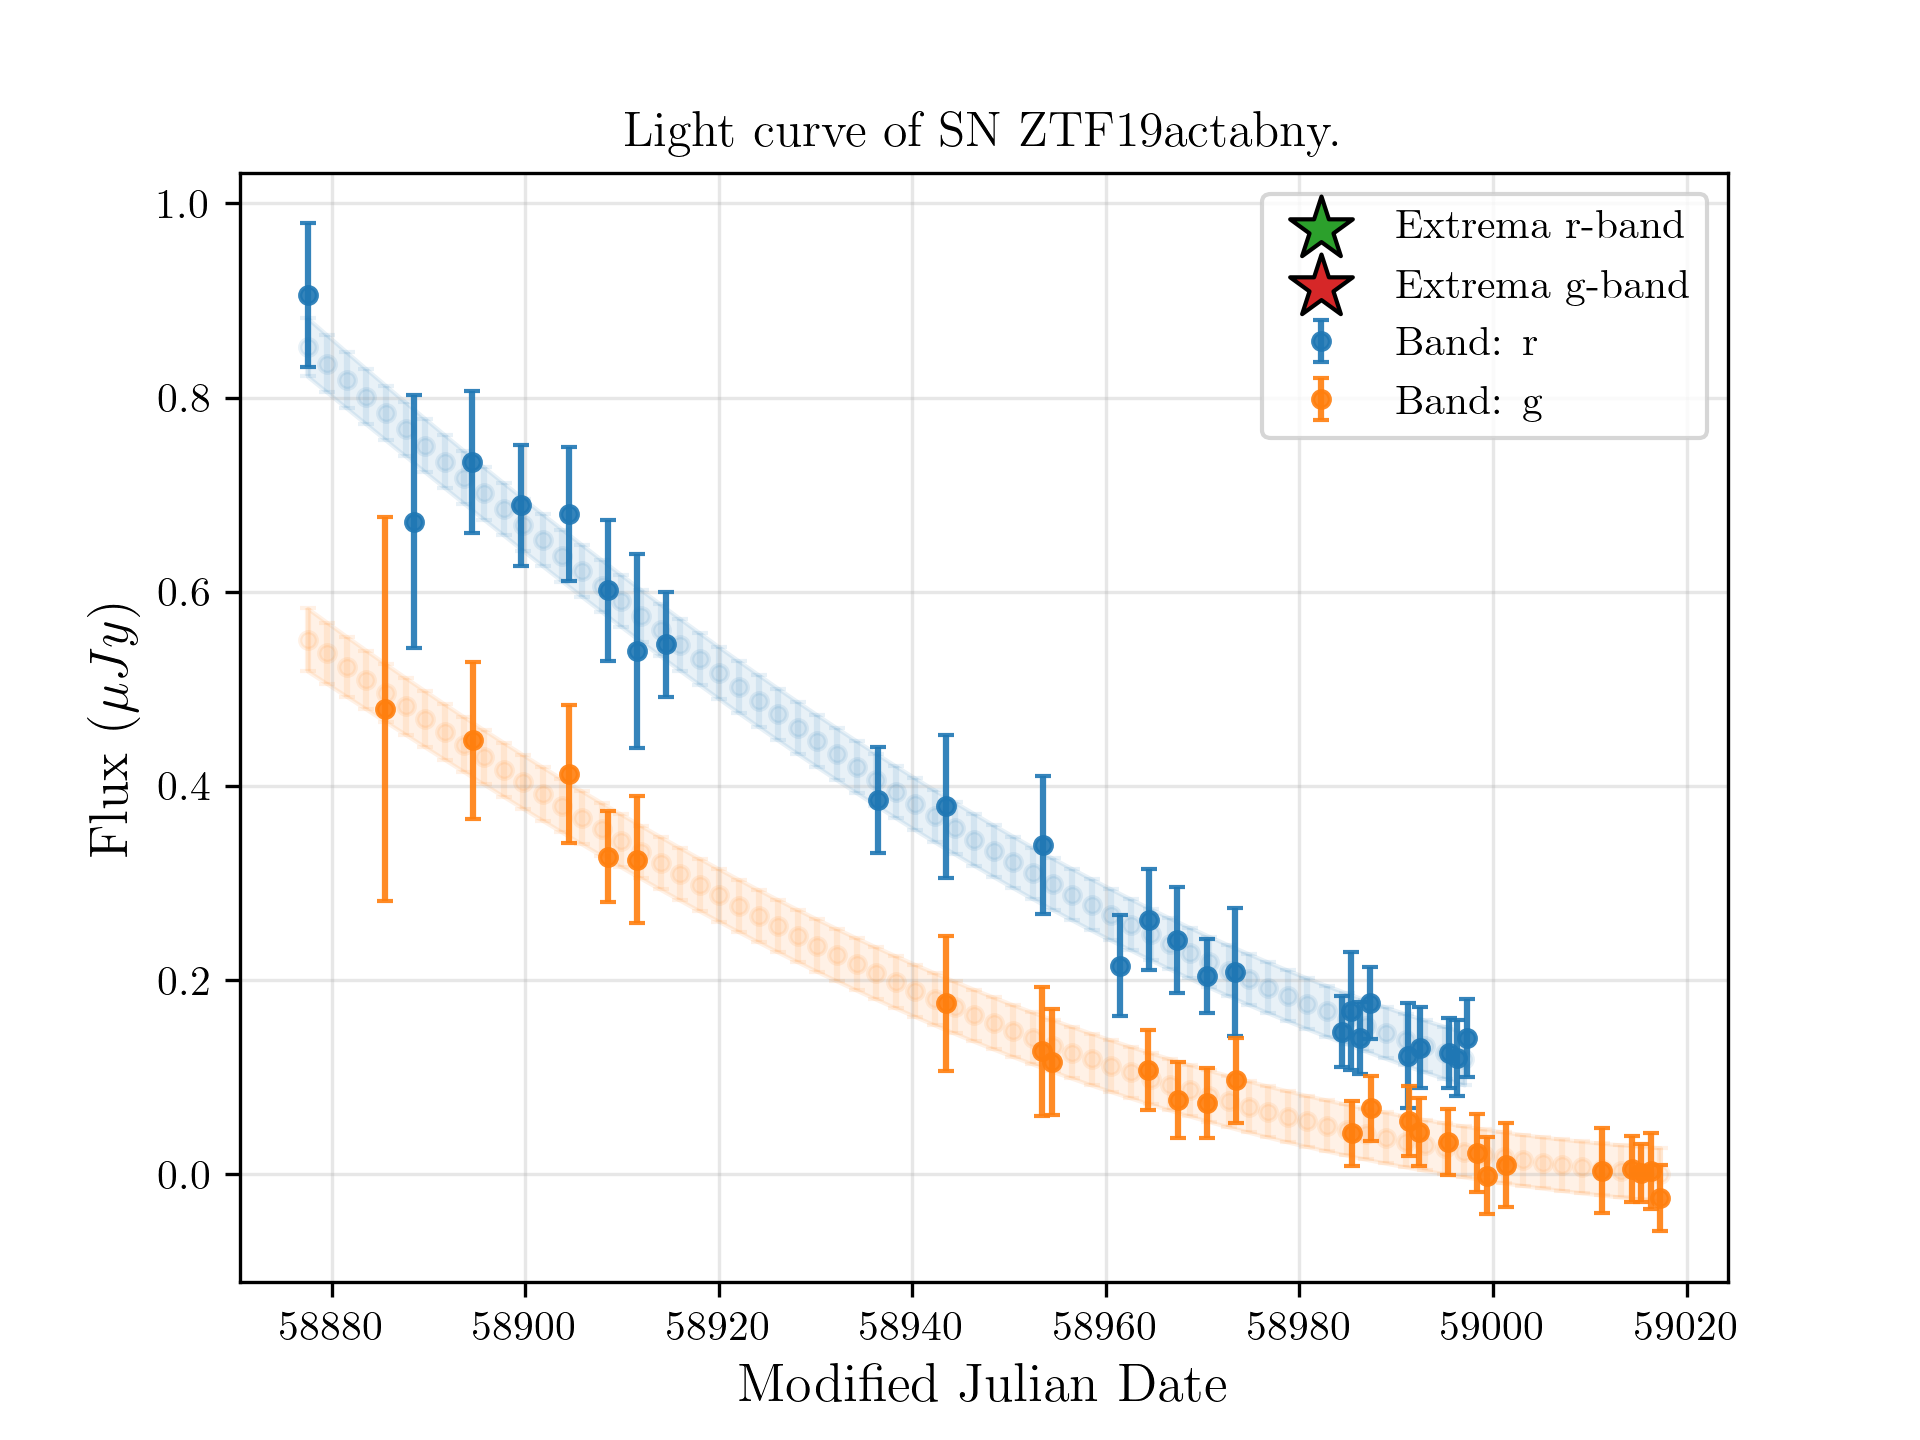 Light curve of SN ZTF19actabny.
Extrema r-band
Extrema g-band
Band: r
Band: g
1.0
0.8
0.6
0.4
0.2
0.0
Flux (μJy)
58880 58900 58920 58940 58960 58980 59000 59020
Modified Julian Date